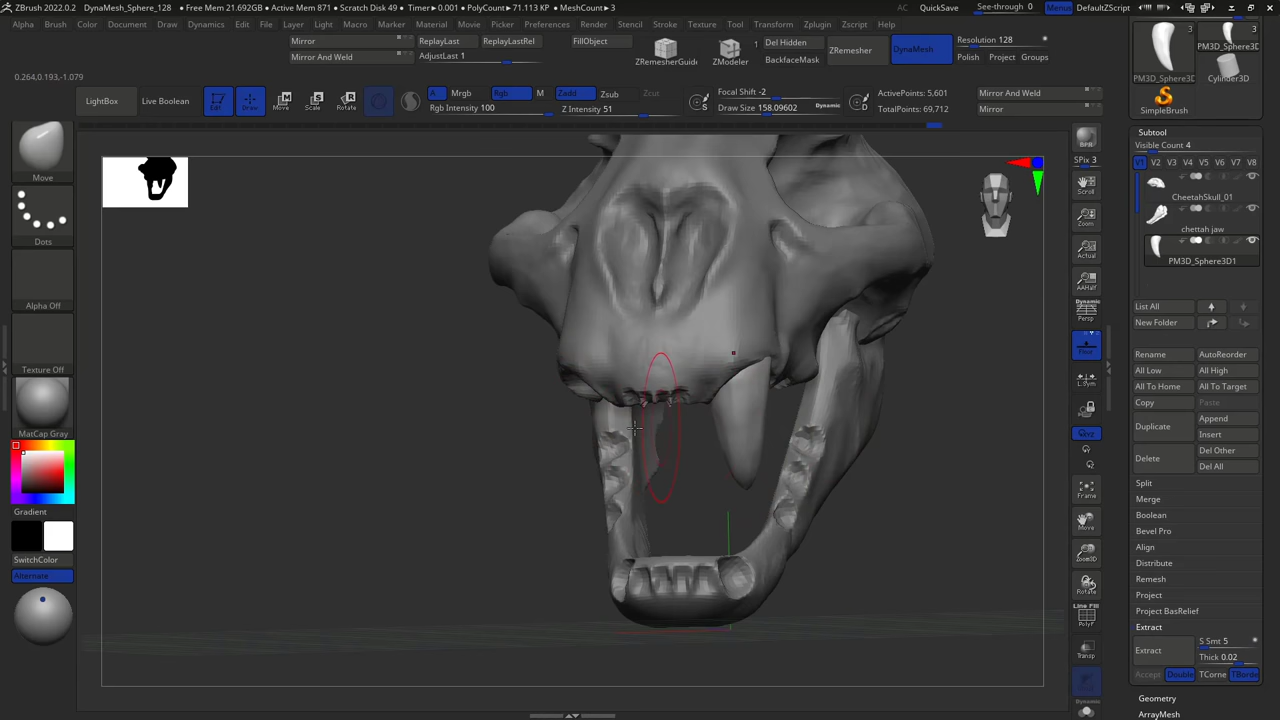 ZBrush 2022.0.2 DynaMesh_Sphere_128 • Free Mem 21.692GB • Active Mem 871 • Scratch Disk 49 • Timer▸0.001 • PolyCount▸71.113 KP • MeshCount▸3
AC QuickSave See-through 0 Menus DefaultZScript
Alpha Brush Color Document Draw Dynamics Edit File Layer Light Macro Marker Material Movie Picker Preferences Render Stencil Stroke Texture Tool Transform Zplugin Zscript Help
0.264,0.193,-1.079
Mirror
Mirror And Weld
ReplayLast ReplayLastRel
AdjustLast 1
FillObject
ZRemesherGuide
ZModeler 1
Del Hidden
BackfaceMask
ZRemesher
DynaMesh
Resolution 128
Polish Project Groups
LightBox
Live Boolean
Edit
Draw
Move
Scale
Rotate
A Mrgb Rgb M
Rgb Intensity 100
Zadd Zsub Zcut
Z Intensity 51
S
Focal Shift -2
Draw Size 158.09602 Dynamic
D
ActivePoints: 5,601
TotalPoints: 69,712
Mirror And Weld
Mirror
Move
Dots
Alpha Off
Texture Off
MatCap Gray
Gradient
SwitchColor
Alternate
BPR
SPix 3
Scroll
Zoom
Actual
AAHalf
Dynamic
Persp
Floor
L.Sym
Frame
Move
Zoom3D
Rotate
Line Fill
PolyF
Transp
Dynamic
3
3
PM3D_Sphere3D
PM3D_Sphere3D
Cylinder3D
SimpleBrush
Subtool
Visible Count 4
V1 V2 V3 V4 V5 V6 V7 V8
CheetahSkull_01
chettah jaw
PM3D_Sphere3D1
List All
New Folder
Rename AutoReorder
All Low All High
All To Home All To Target
Copy Paste
Duplicate Append
Insert
Delete Del Other
Del All
Split
Merge
Boolean
Bevel Pro
Align
Distribute
Remesh
Project
Project BasRelief
Extract
Extract S Smt 5
Thick 0.02
Accept Double TCorne TBorde
Geometry
ArrayMesh